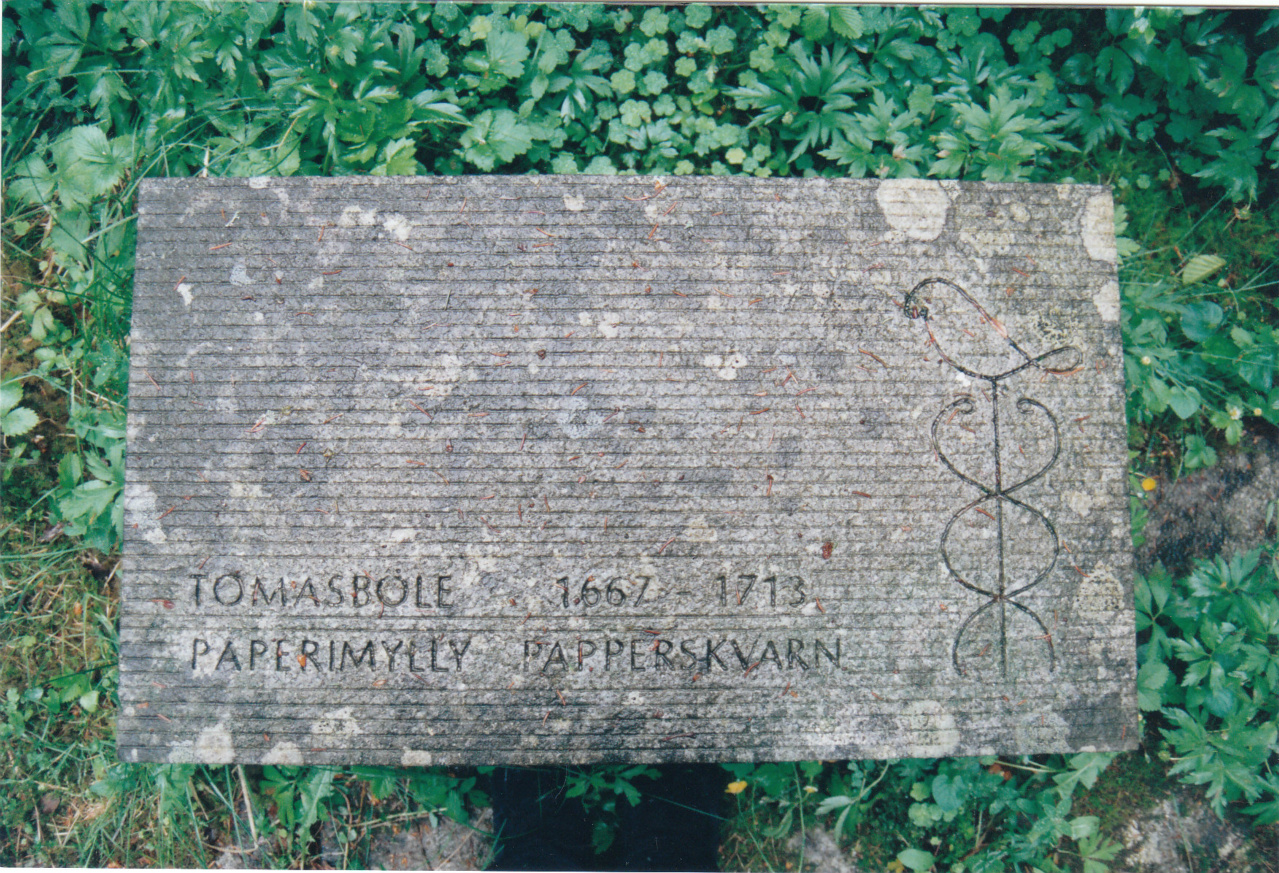 TOMASBÖLE 1667 - 1713
PAPERIMYLLY PAPPERSKVARN